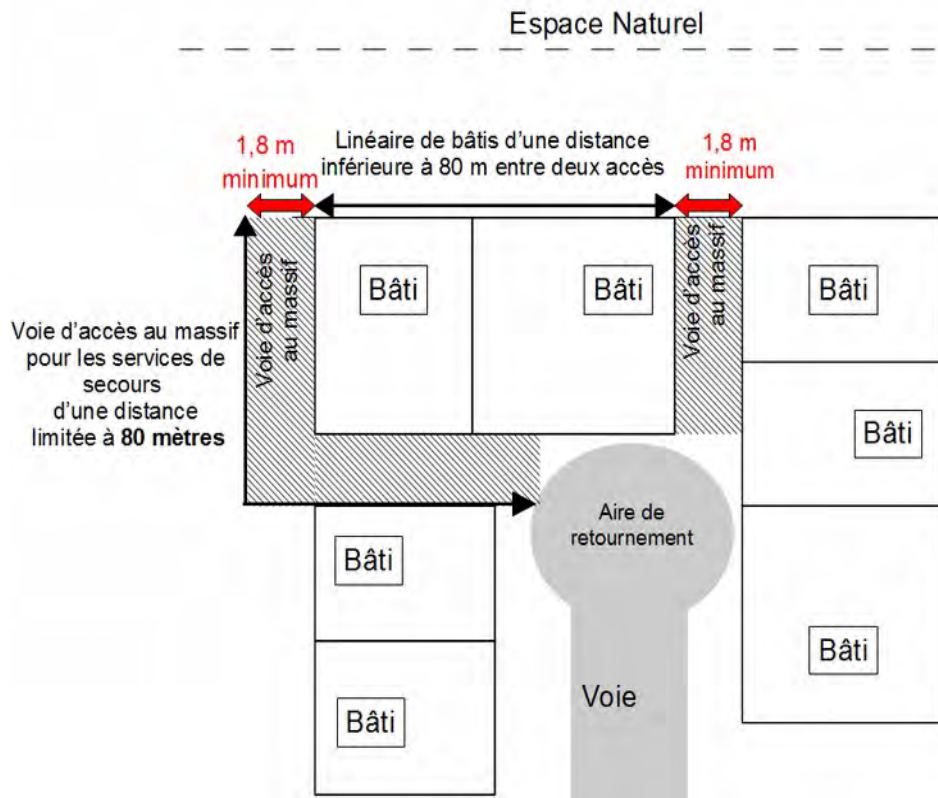 Espace Naturel
1,8 m
minimum
Linéaire de bâtis d'une distance
inférieure à 80 m entre deux accès
1,8 m
minimum
Voie d'accès
au massif
Bâti
Bâti
Voie d'accès
au massif
Bâti
Voie d'accès au massif
pour les services de
secours
d'une distance
limitée à 80 mètres
Bâti
Aire de
retournement
Bâti
Bâti
Voie
Bâti